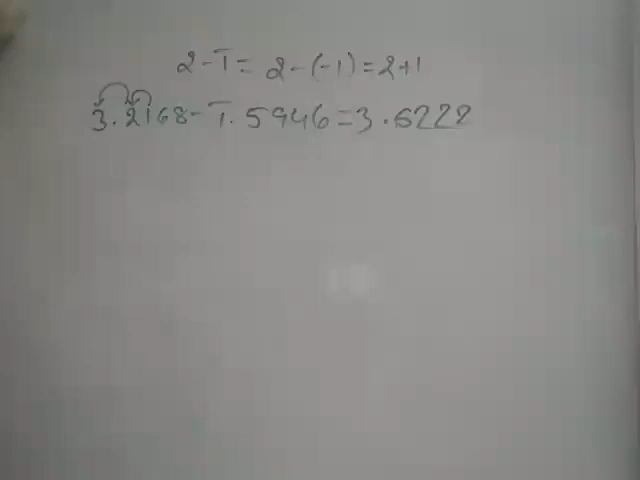 2 - 1̅ = 2 - (-1) = 2+1
3.2168 - 1̅.5946 = 3.6222